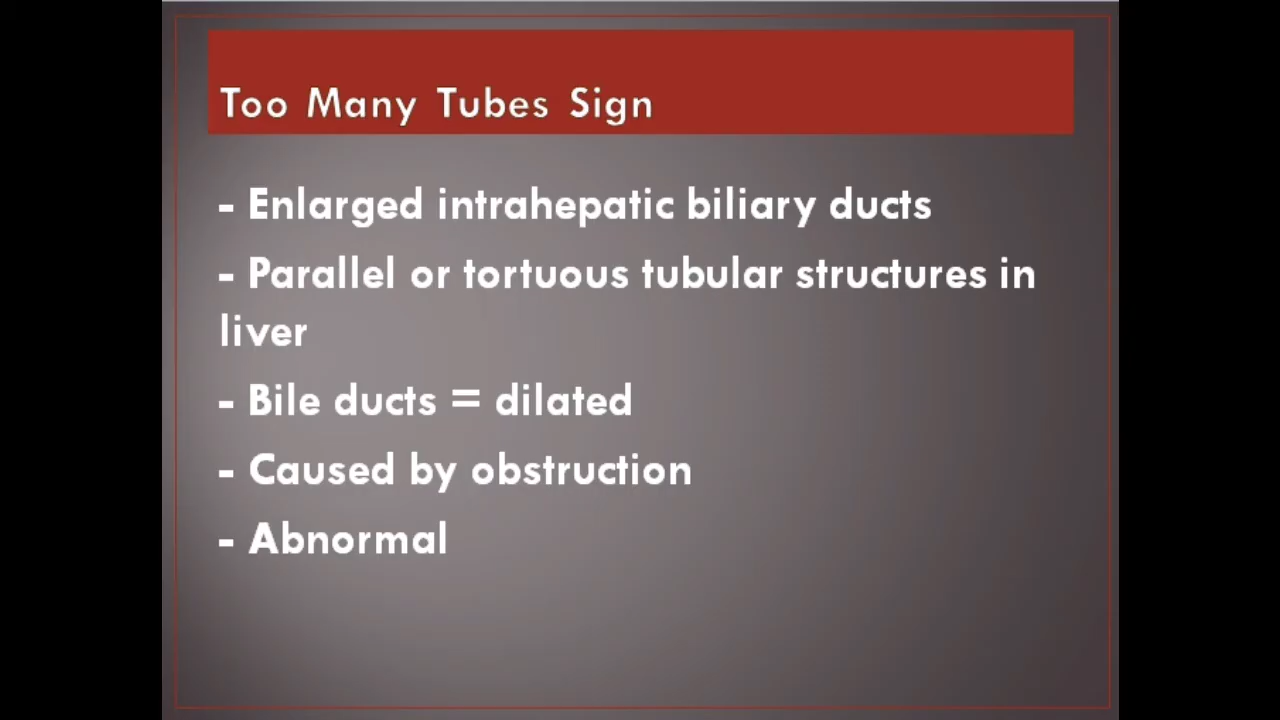 Too Many Tubes Sign
- Enlarged intrahepatic biliary ducts
- Parallel or tortuous tubular structures in
liver
- Bile ducts = dilated
- Caused by obstruction
- Abnormal